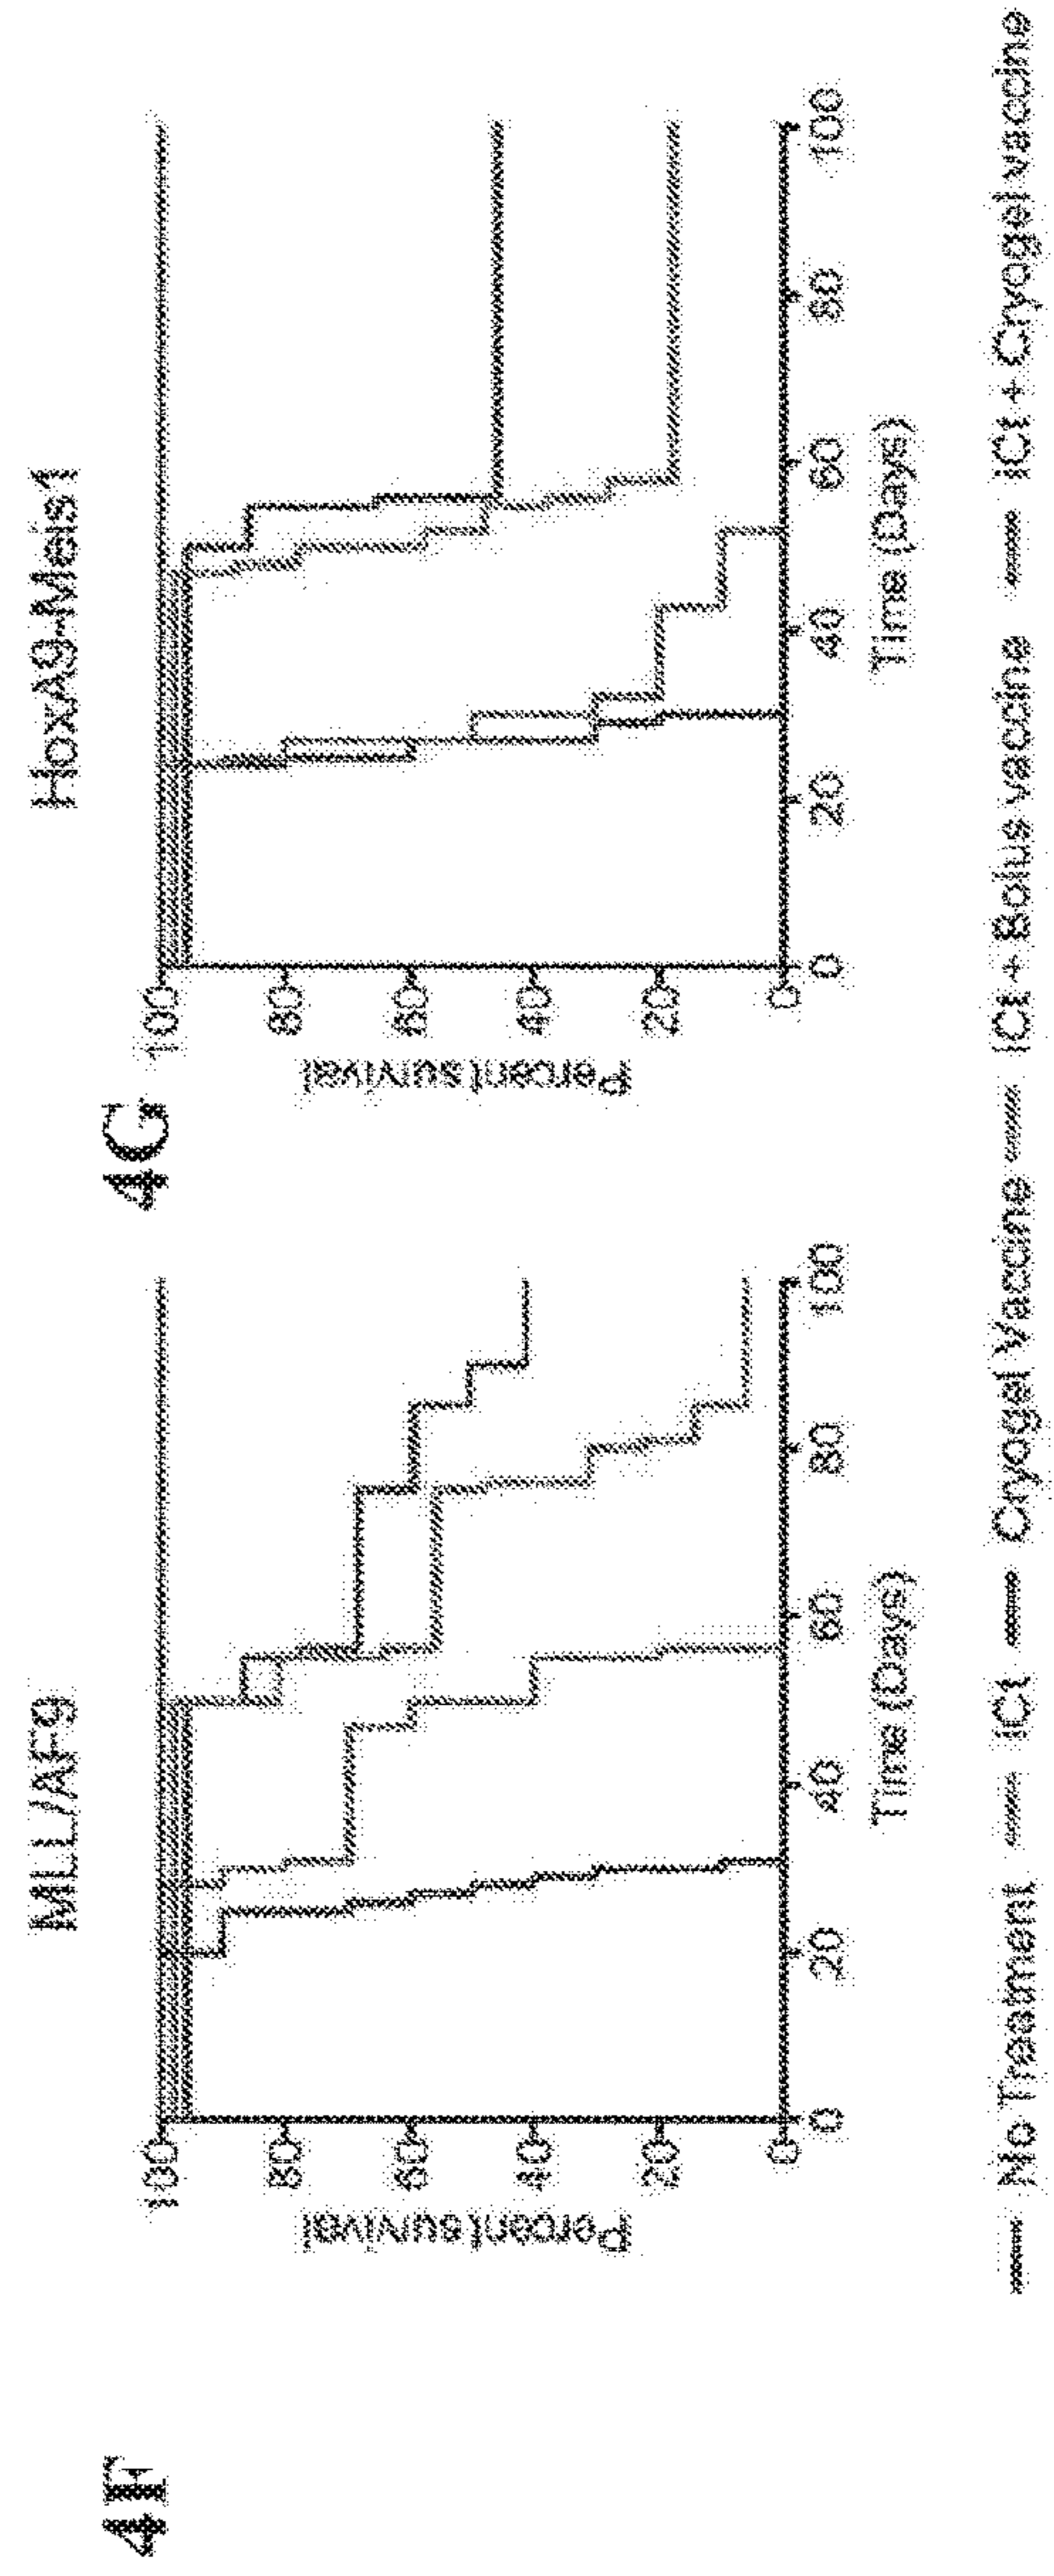 4F
MLL/AF9
Percent survival
100
80
60
40
20
0
0
20
40
60
80
100
Time (Days)
4G
HoxA9-Meis1
Percent survival
100
80
60
40
20
0
0
20
40
60
80
100
Time (Days)
No Treatment iCt Cryogel Vaccine iCt + Bolus vaccine iCt + Cryogel vaccine